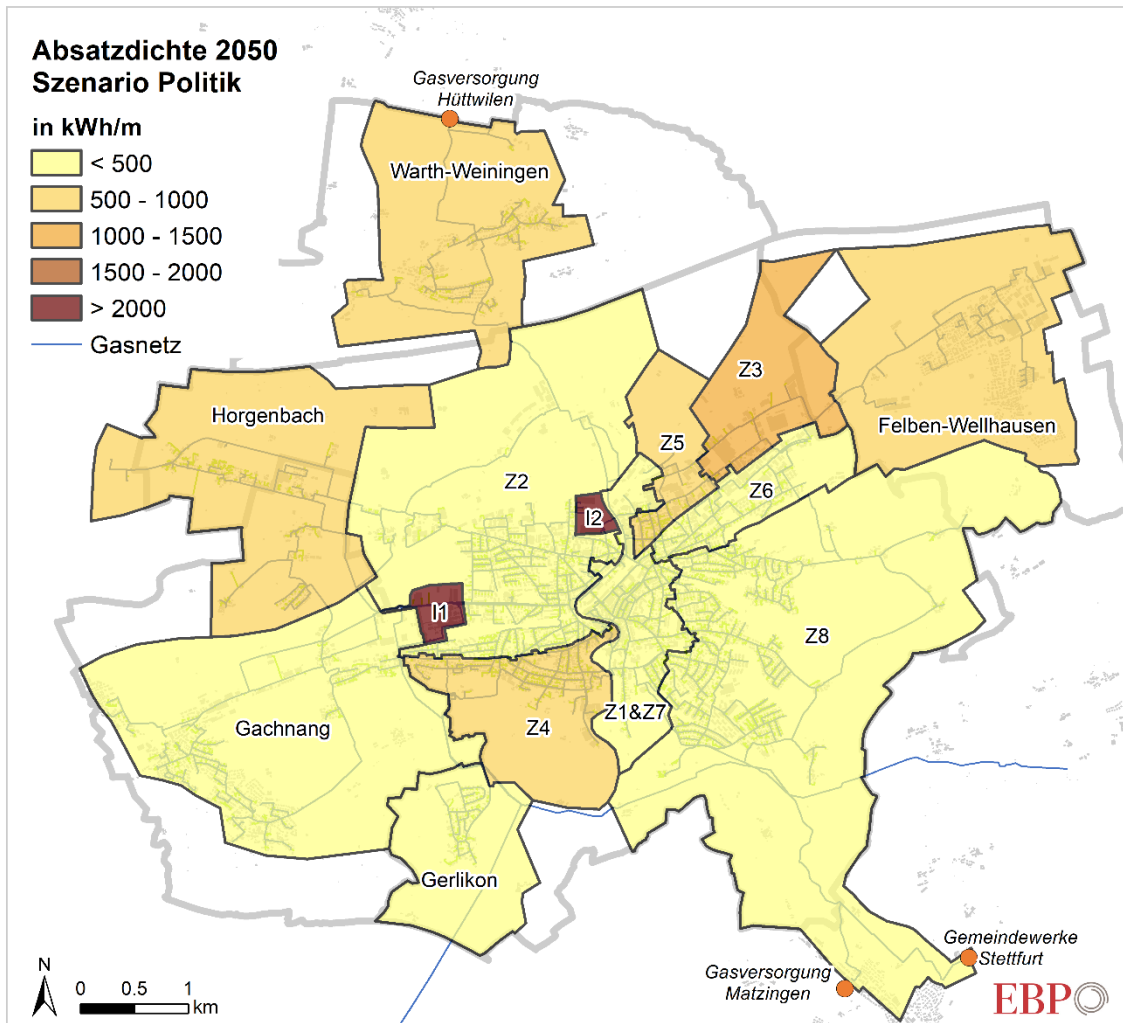 Absatzdichte 2050
Szenario Politik
in kWh/m
< 500
500 - 1000
1000 - 1500
1500 - 2000
> 2000
Gasnetz
Gasversorgung
Hüttwilen
Warth-Weiningen
Horgenbach
Z3
Felben-Wellhausen
Z5
Z6
Z2
I2
I1
Z8
Gachnang
Z4
Z1&Z7
Gerlikon
Gemeindewerke
Stettfurt
Gasversorgung
Matzingen
N
0 0.5 1
km
EBP